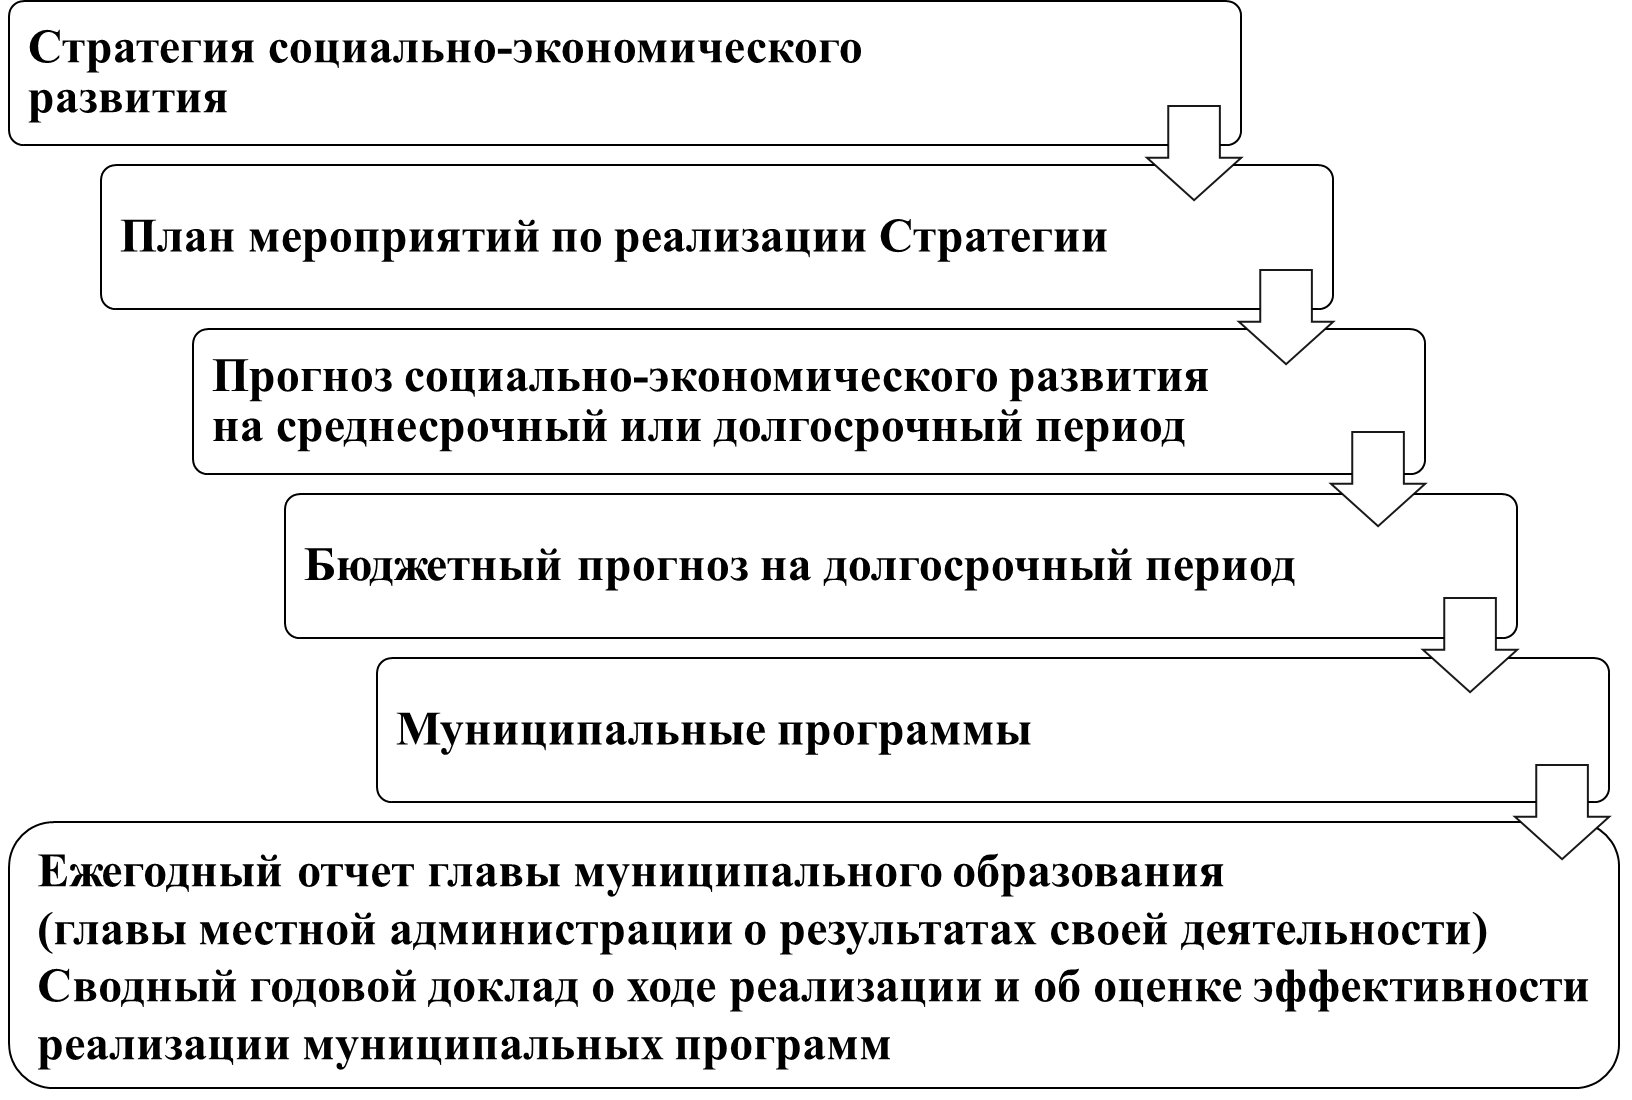 Стратегия социально-экономического
развития
План мероприятий по реализации Стратегии
Прогноз социально-экономического развития
на среднесрочный или долгосрочный период
Бюджетный прогноз на долгосрочный период
Муниципальные программы
Ежегодный отчет главы муниципального образования
(главы местной администрации о результатах своей деятельности)
Сводный годовой доклад о ходе реализации и об оценке эффективности
реализации муниципальных программ